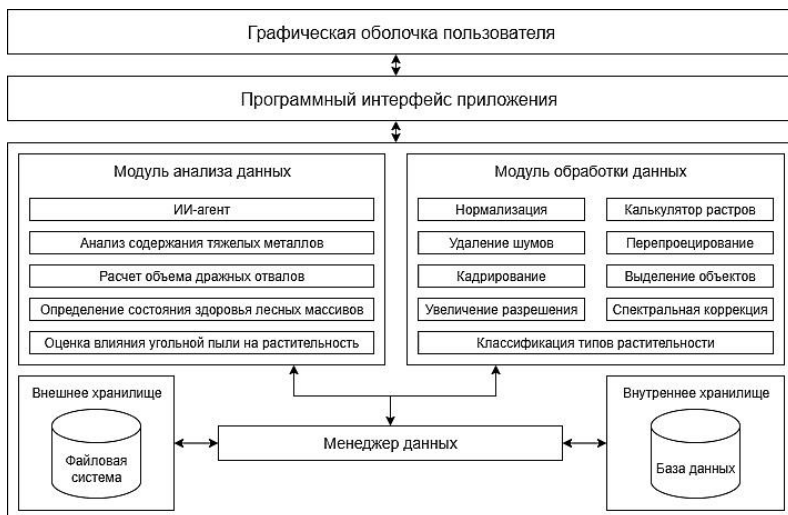 Графическая оболочка пользователя
Программный интерфейс приложения
Модуль анализа данных
ИИ-агент
Анализ содержания тяжелых металлов
Расчет объема дражных отвалов
Определение состояния здоровья лесных массивов
Оценка влияния угольной пыли на растительность
Модуль обработки данных
Нормализация
Калькулятор растров
Удаление шумов
Перепроецирование
Кадрирование
Выделение объектов
Увеличение разрешения
Спектральная коррекция
Классификация типов растительности
Внешнее хранилище
Файловая
система
Менеджер данных
Внутреннее хранилище
База данных